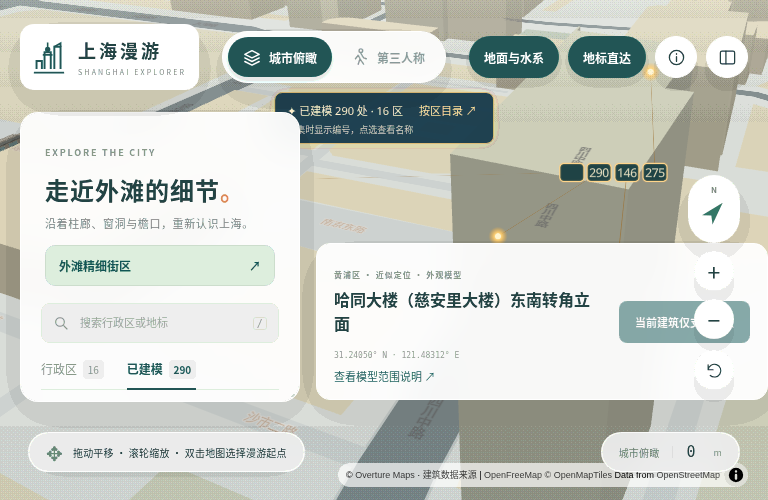 上海漫游
SHANGHAI EXPLORER
城市俯瞰
第三人称
地面与水系
地标直达
已建模 290 处 · 16 区 按区目录 ↗
集时显示编号，点选查看名称
EXPLORE THE CITY
走近外滩的细节。
沿着柱廊、窗洞与檐口，重新认识上海。
外滩精细街区 ↗
搜索行政区或地标 /
行政区 16
已建模 290
290 146 275
N
黄浦区 · 近似定位 · 外观模型
哈同大楼（慈安里大楼）东南转角立
面
31.24050° N · 121.48312° E
查看模型范围说明 ↗
当前建筑仅
+
−
拖动平移 · 滚轮缩放 · 双击地图选择漫游起点
城市俯瞰 0 m
© Overture Maps · 建筑数据来源 | OpenFreeMap © OpenMapTiles Data from OpenStreetMap